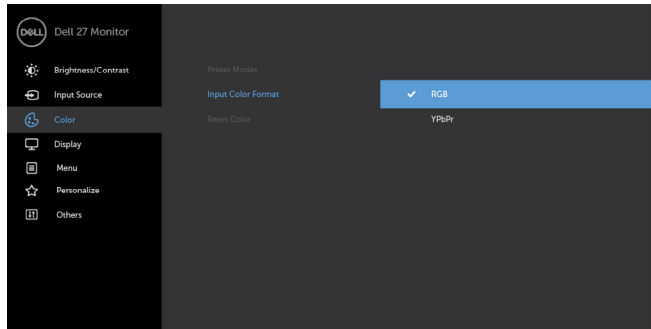 DELL Dell 27 Monitor
Brightness/Contrast
Preset Modes
Input Source
Input Color Format
✓ RGB
Color
Reset Color
YPbPr
Display
Menu
Personalize
Others